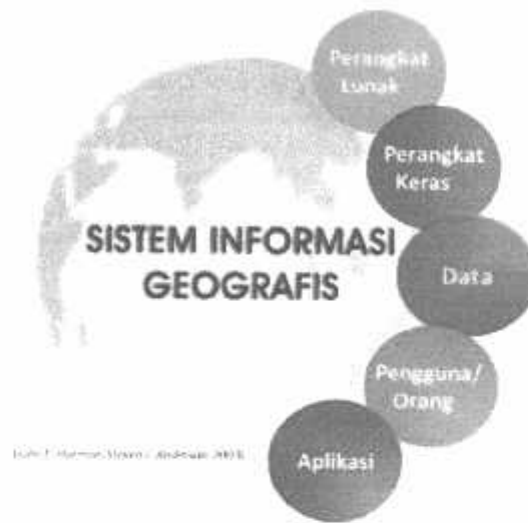 Perangkat
Lunak
Perangkat
Keras
SISTEM INFORMASI
GEOGRAFIS
Data
Pengguna/
Orang
Aplikasi